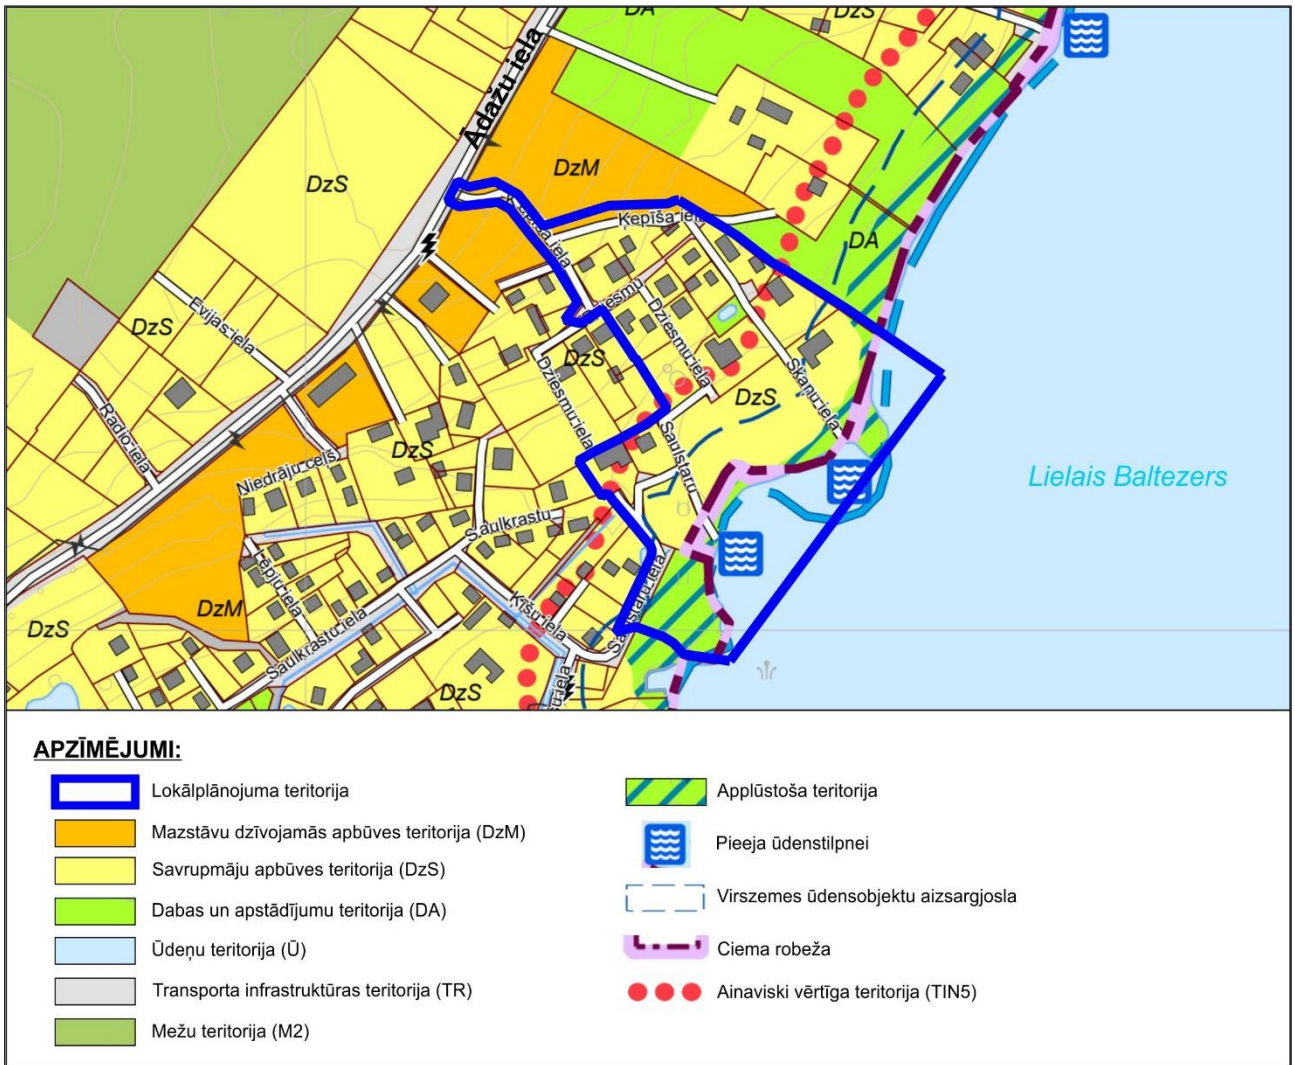 DA
DzS
Ādažu iela
DzM
DzS
Ķepīša iela
DA
Evijas iela
DzS
Dziesmu iela
DzS
Dziesmu iela
Skaņu iela
DzS
Radio iela
DzS
Niedrāju ceļš
Saulstaru
Lielais Baltezers
Saulkrastu
Ķīšu iela
DzM
DzS
Saulkrastu iela
DzS
APZĪMĒJUMI:
Lokālplānojuma teritorija
Mazstāvu dzīvojamās apbūves teritorija (DzM)
Savrupmāju apbūves teritorija (DzS)
Dabas un apstādījumu teritorija (DA)
Ūdeņu teritorija (Ū)
Transporta infrastruktūras teritorija (TR)
Mežu teritorija (M2)
Applūstoša teritorija
Pieeja ūdenstilpnei
Virszemes ūdensobjektu aizsargjosla
Ciema robeža
Ainaviski vērtīga teritorija (TIN5)